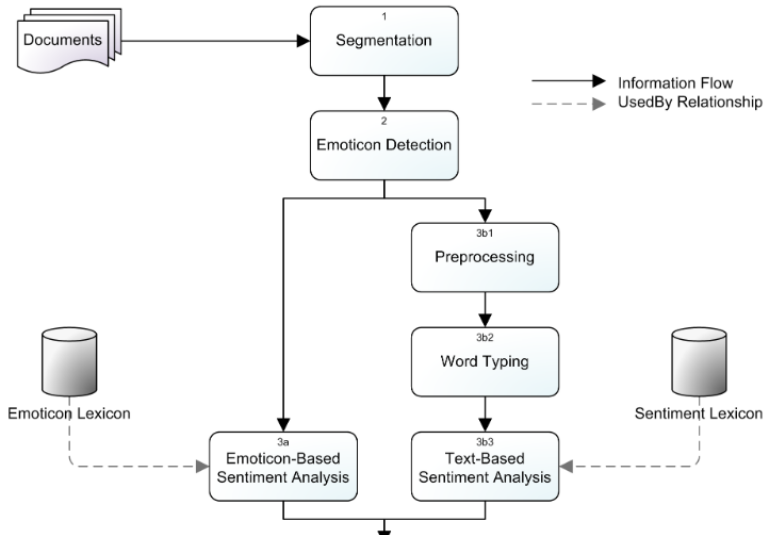 Documents
1
Segmentation
Information Flow
UsedBy Relationship
2
Emoticon Detection
3b1
Preprocessing
3b2
Word Typing
Emoticon Lexicon
Sentiment Lexicon
3a
Emoticon-Based
Sentiment Analysis
3b3
Text-Based
Sentiment Analysis